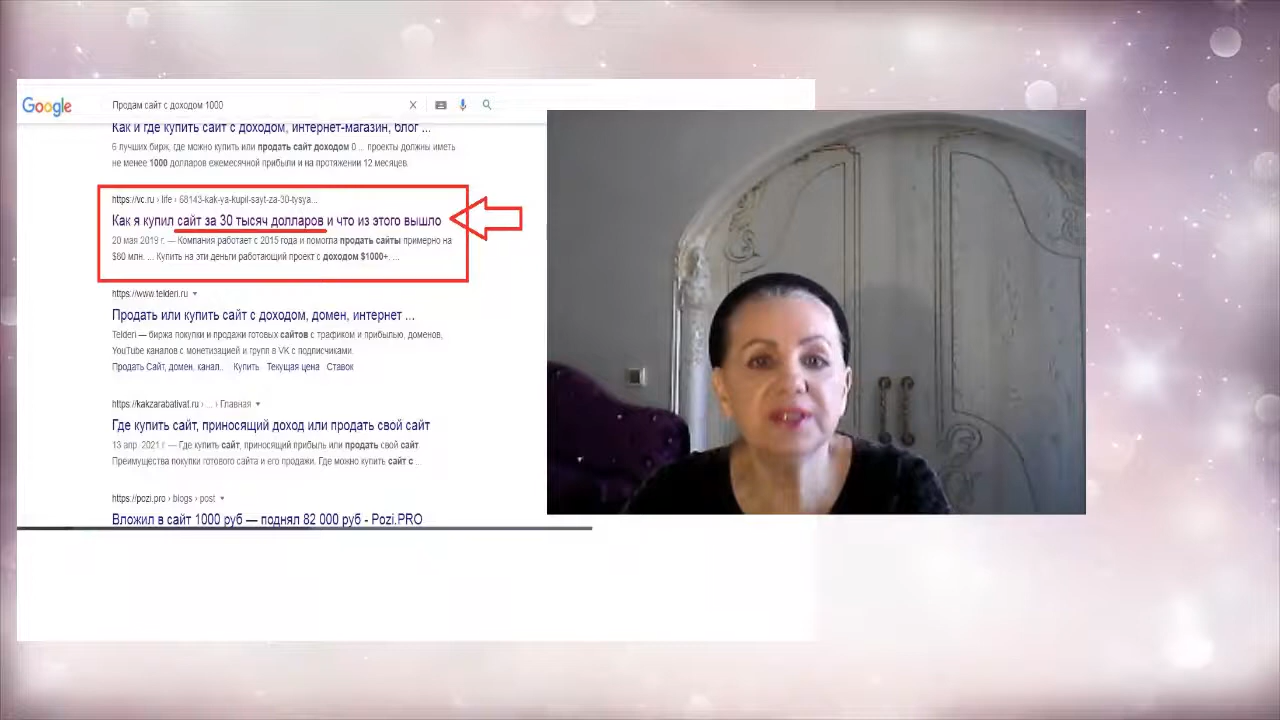 Google
Продам сайт с доходом 1000
Как и где купить сайт с доходом, интернет-магазин, блог ...
6 лучших бирж, где можно купить или продать сайт доходом 0 ... проекты должны иметь
не менее 1000 долларов ежемесячной прибыли и на протяжении 12 месяцев.
https://vc.ru › life › 68143-kak-ya-kupil-sayt-za-30-tysya...
Как я купил сайт за 30 тысяч долларов и что из этого вышло
20 мая 2019 г. — Компания работает с 2015 года и помогла продать сайты примерно на
$60 млн. ... Купить на эти деньги работающий проект с доходом $1000+. ...
https://www.telderi.ru
Продать или купить сайт с доходом, домен, интернет ...
Telderi — биржа покупки и продажи готовых сайтов с трафиком и прибылью, доменов,
YouTube каналов с монетизацией и групп в VK с подписчиками.
Продать Сайт, домен, канал.. Купить Текущая цена Ставок
https://kakzarabativat.ru › ... › Главная
Где купить сайт, приносящий доход или продать свой сайт
13 апр. 2021 г. — Где купить сайт, приносящий прибыль или продать свой сайт
Преимущества покупки готового сайта и его продажи. Где можно купить сайт с ...
https://pozi.pro › blogs › post
Вложил в сайт 1000 руб — поднял 82 000 руб - Pozi.PRO